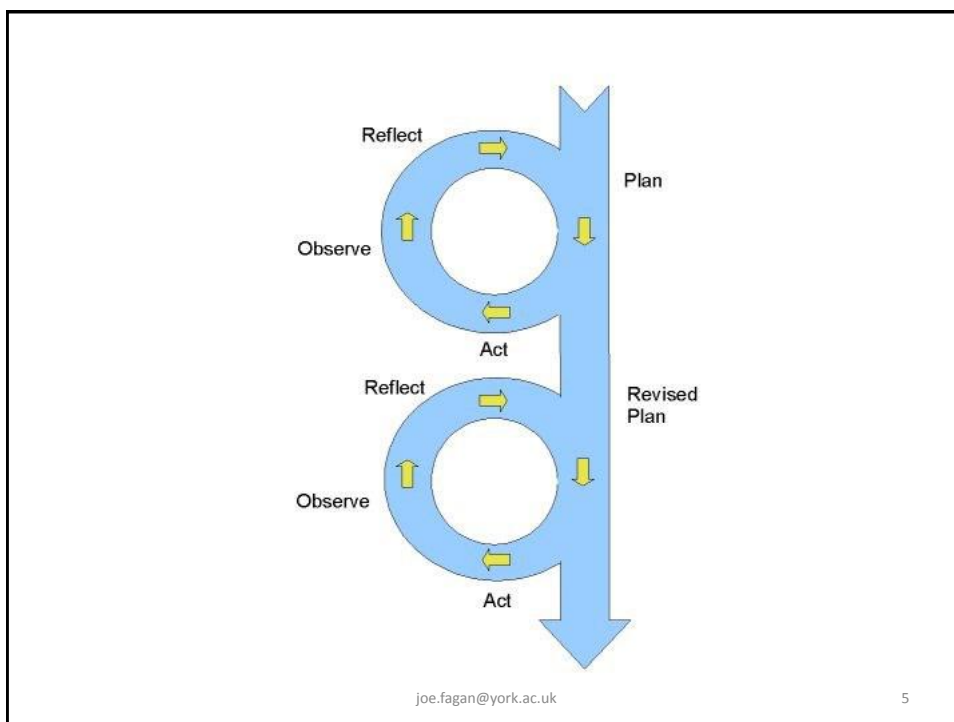 Reflect
Plan
Observe
Act
Reflect
Revised
Plan
Observe
Act
joe.fagan@york.ac.uk
5